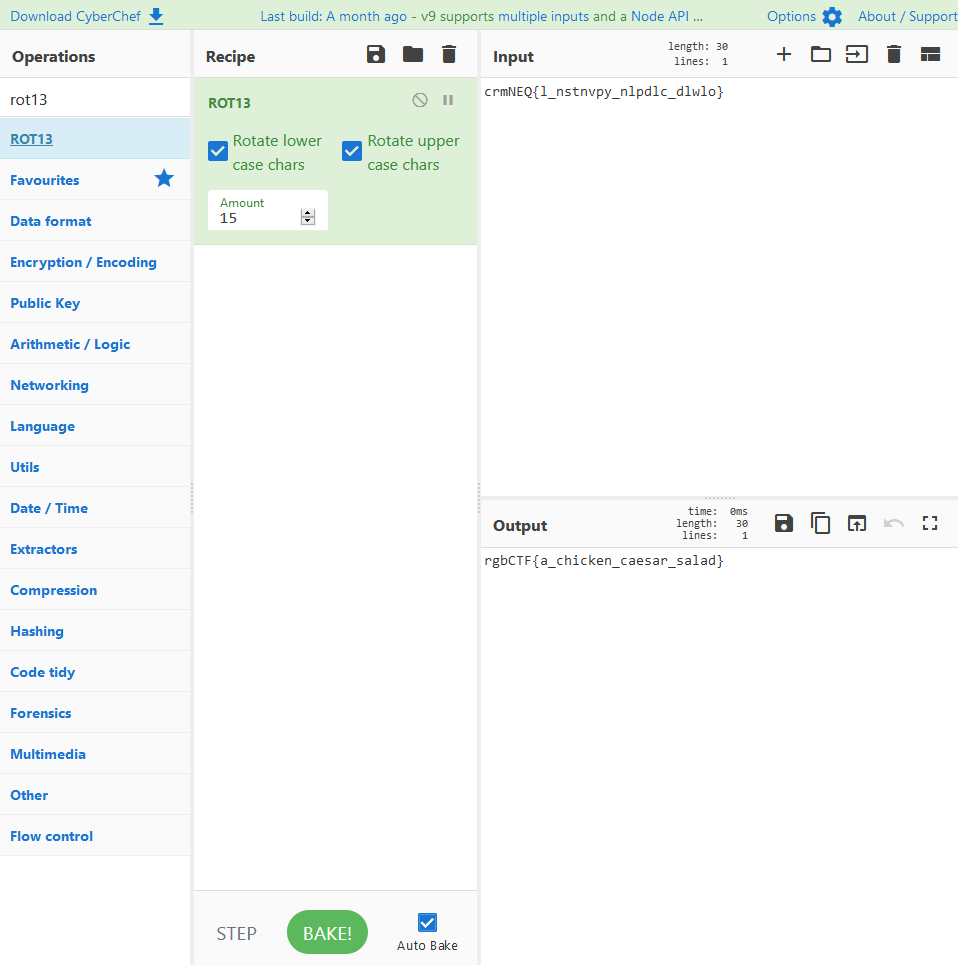 Download CyberChef
Last build: A month ago - v9 supports multiple inputs and a Node API ...
Options
About / Support
Operations
rot13
ROT13
Favourites
Data format
Encryption / Encoding
Public Key
Arithmetic / Logic
Networking
Language
Utils
Date / Time
Extractors
Compression
Hashing
Code tidy
Forensics
Multimedia
Other
Flow control
Recipe
ROT13
Rotate lower
case chars
Rotate upper
case chars
Amount
15
STEP
BAKE!
Auto Bake
Input
length: 30
lines: 1
crmNEQ{l_nstnvpy_nlpdlc_dlwlo}
Output
time: 0ms
length: 30
lines: 1
rgbCTF{a_chicken_caesar_salad}